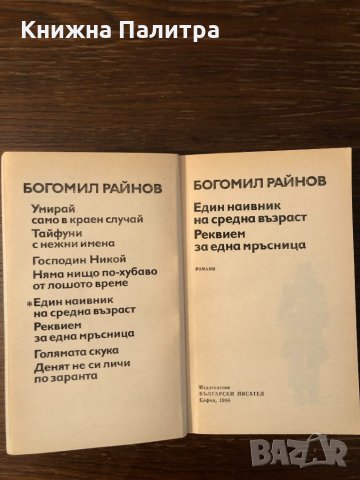 Книжна Палитра
БОГОМИЛ РАЙНОВ
Умирай
само в краен случай
Тайфуни
с нежни имена
Господин Никой
Няма нищо по-хубаво
от лошото време
*Един наивник
на средна възраст
Реквием
за една мръсница
Голямата скука
Денят не си личи
по заранта
БОГОМИЛ РАЙНОВ
Един наивник
на средна възраст
Реквием
за една мръсница
РОМАНИ
Издателство
БЪЛГАРСКИ ПИСАТЕЛ
София,
BAZAR